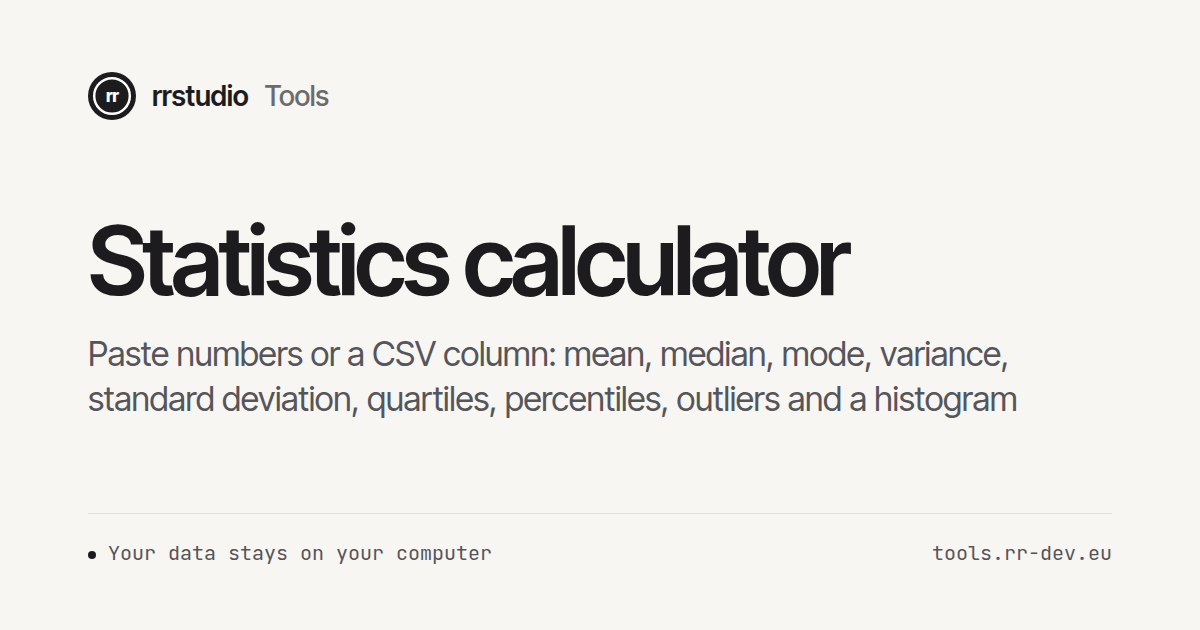 rr rrstudio Tools
Statistics calculator
Paste numbers or a CSV column: mean, median, mode, variance,
standard deviation, quartiles, percentiles, outliers and a histogram
Your data stays on your computer
tools.rr-dev.eu